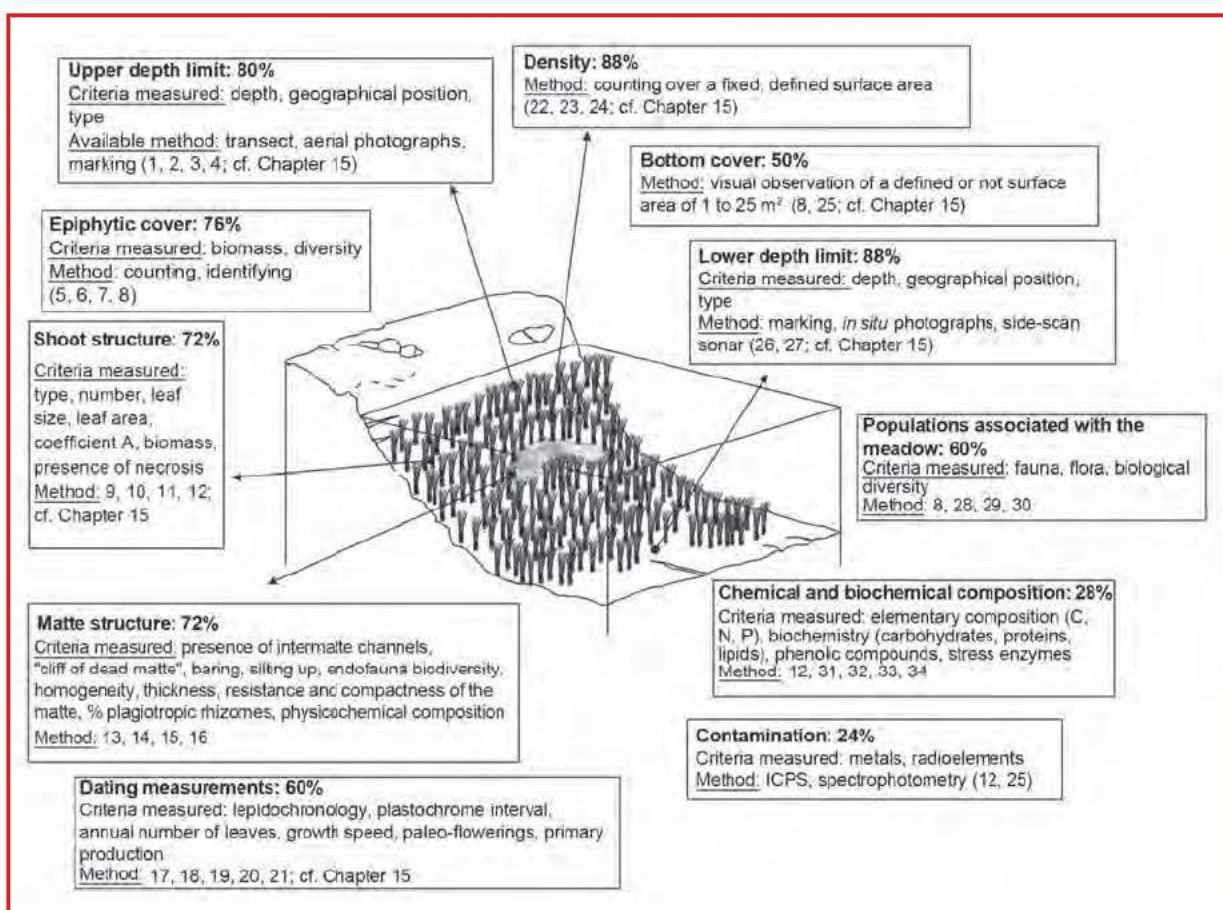 Upper depth limit: 80%
Criteria measured: depth, geographical position,
type
Available method: transect, aerial photographs,
marking (1, 2, 3, 4; cf. Chapter 15)
Density: 88%
Method: counting over a fixed, defined surface area
(22, 23, 24; cf. Chapter 15)
Bottom cover: 50%
Method: visual observation of a defined or not surface
area of 1 to 25 m² (8, 25; cf. Chapter 15)
Epiphytic cover: 76%
Criteria measured: biomass, diversity
Method: counting, identifying
(5, 6, 7, 8)
Lower depth limit: 88%
Criteria measured: depth, geographical position,
type
Method: marking, in situ photographs, side-scan
sonar (26, 27; cf. Chapter 15)
Shoot structure: 72%
Criteria measured:
type, number, leaf
size, leaf area,
coefficient A, biomass,
presence of necrosis
Method: 9, 10, 11, 12;
cf. Chapter 15
Populations associated with the
meadow: 60%
Criteria measured: fauna, flora, biological
diversity
Method: 8, 28, 29, 30
Matte structure: 72%
Criteria measured: presence of intermatte channels,
"cliff of dead matte", baring, silting up, endofauna biodiversity,
homogeneity, thickness, resistance and compactness of the
matte, % plagiotropic rhizomes, physicochemical composition
Method: 13, 14, 15, 16
Chemical and biochemical composition: 28%
Criteria measured: elementary composition (C,
N, P), biochemistry (carbohydrates, proteins,
lipids), phenolic compounds, stress enzymes
Method: 12, 31, 32, 33, 34
Contamination: 24%
Criteria measured: metals, radioelements
Method: ICPS, spectrophotometry (12, 25)
Dating measurements: 60%
Criteria measured: lepidochronology, plastochrome interval,
annual number of leaves, growth speed, paleo-flowerings, primary
production
Method: 17, 18, 19, 20, 21; cf. Chapter 15